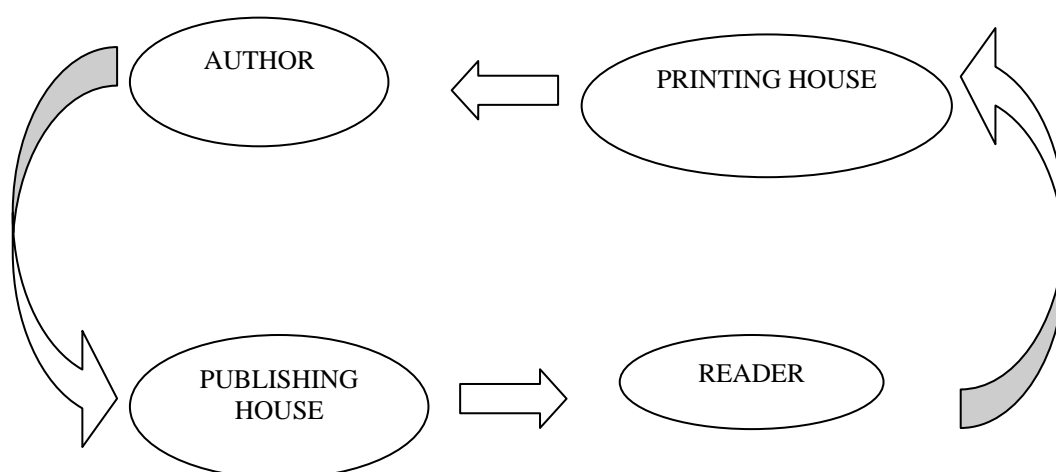 AUTHOR
PRINTING HOUSE
PUBLISHING
HOUSE
READER